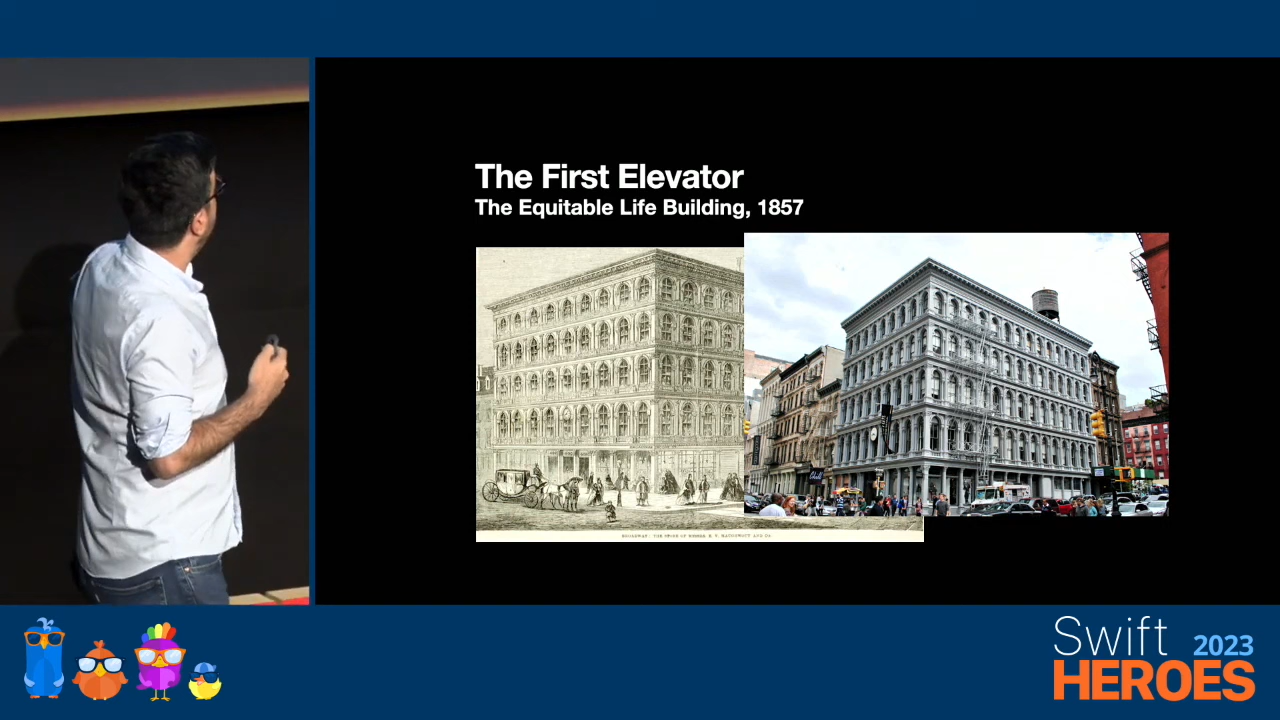 The First Elevator
The Equitable Life Building, 1857
Swift 2023
HEROES